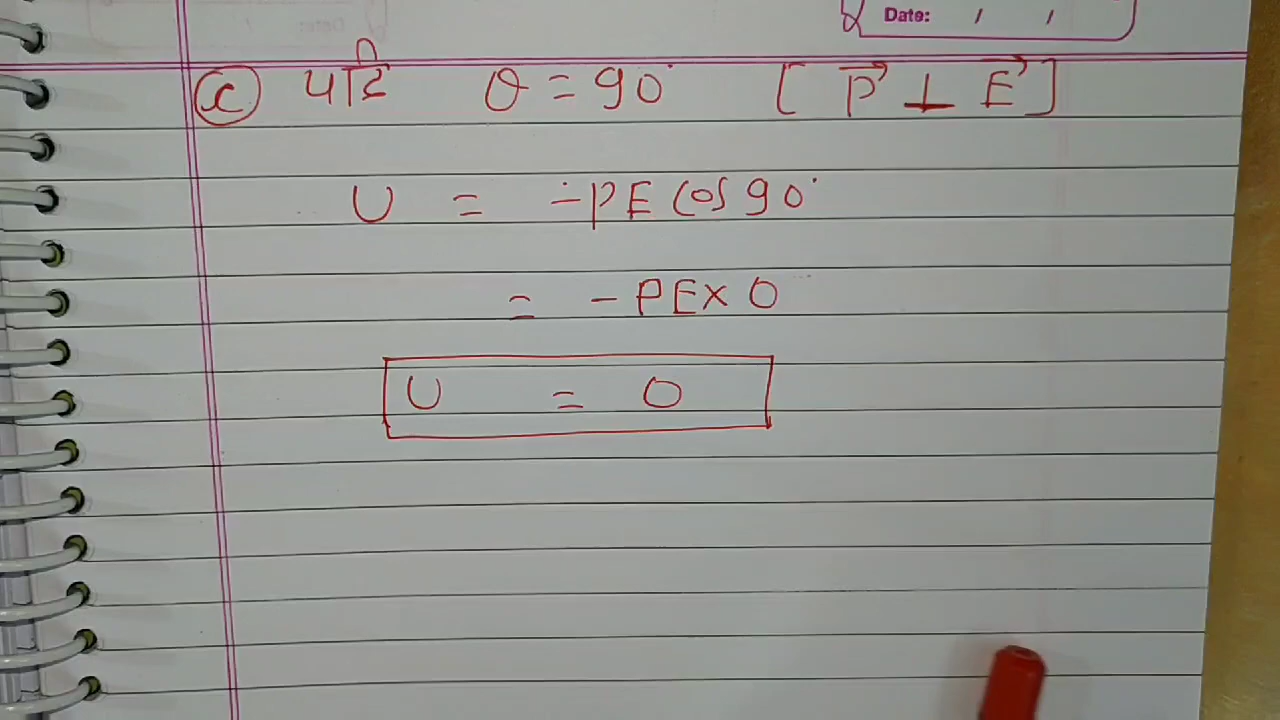 Date: / /
c यदि θ = 90° [ P⃗ ⊥ E⃗ ]
U = -PE Cos 90°
= - PE x 0
U = 0